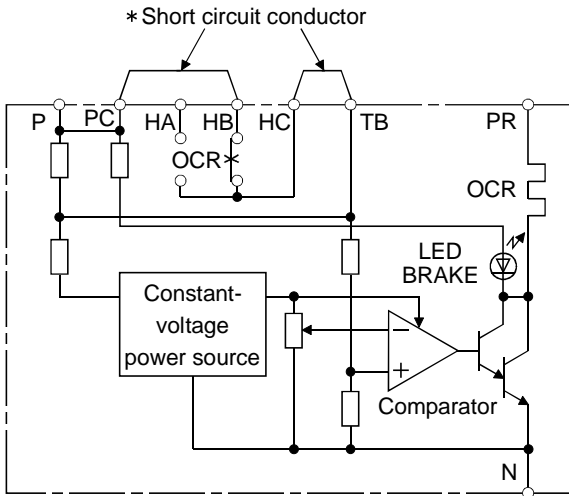 *Short circuit conductor
P PC HA HB HC TB PR
OCR
OCR
LED
BRAKE
Constant-
voltage
power source
−
+
Comparator
N